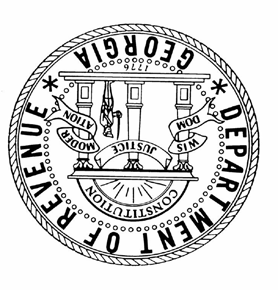 DEPARTMENT OF REVENUE
GEORGIA
CONSTITUTION
WIS
DOM
JUSTICE
MODER
ATION
1776